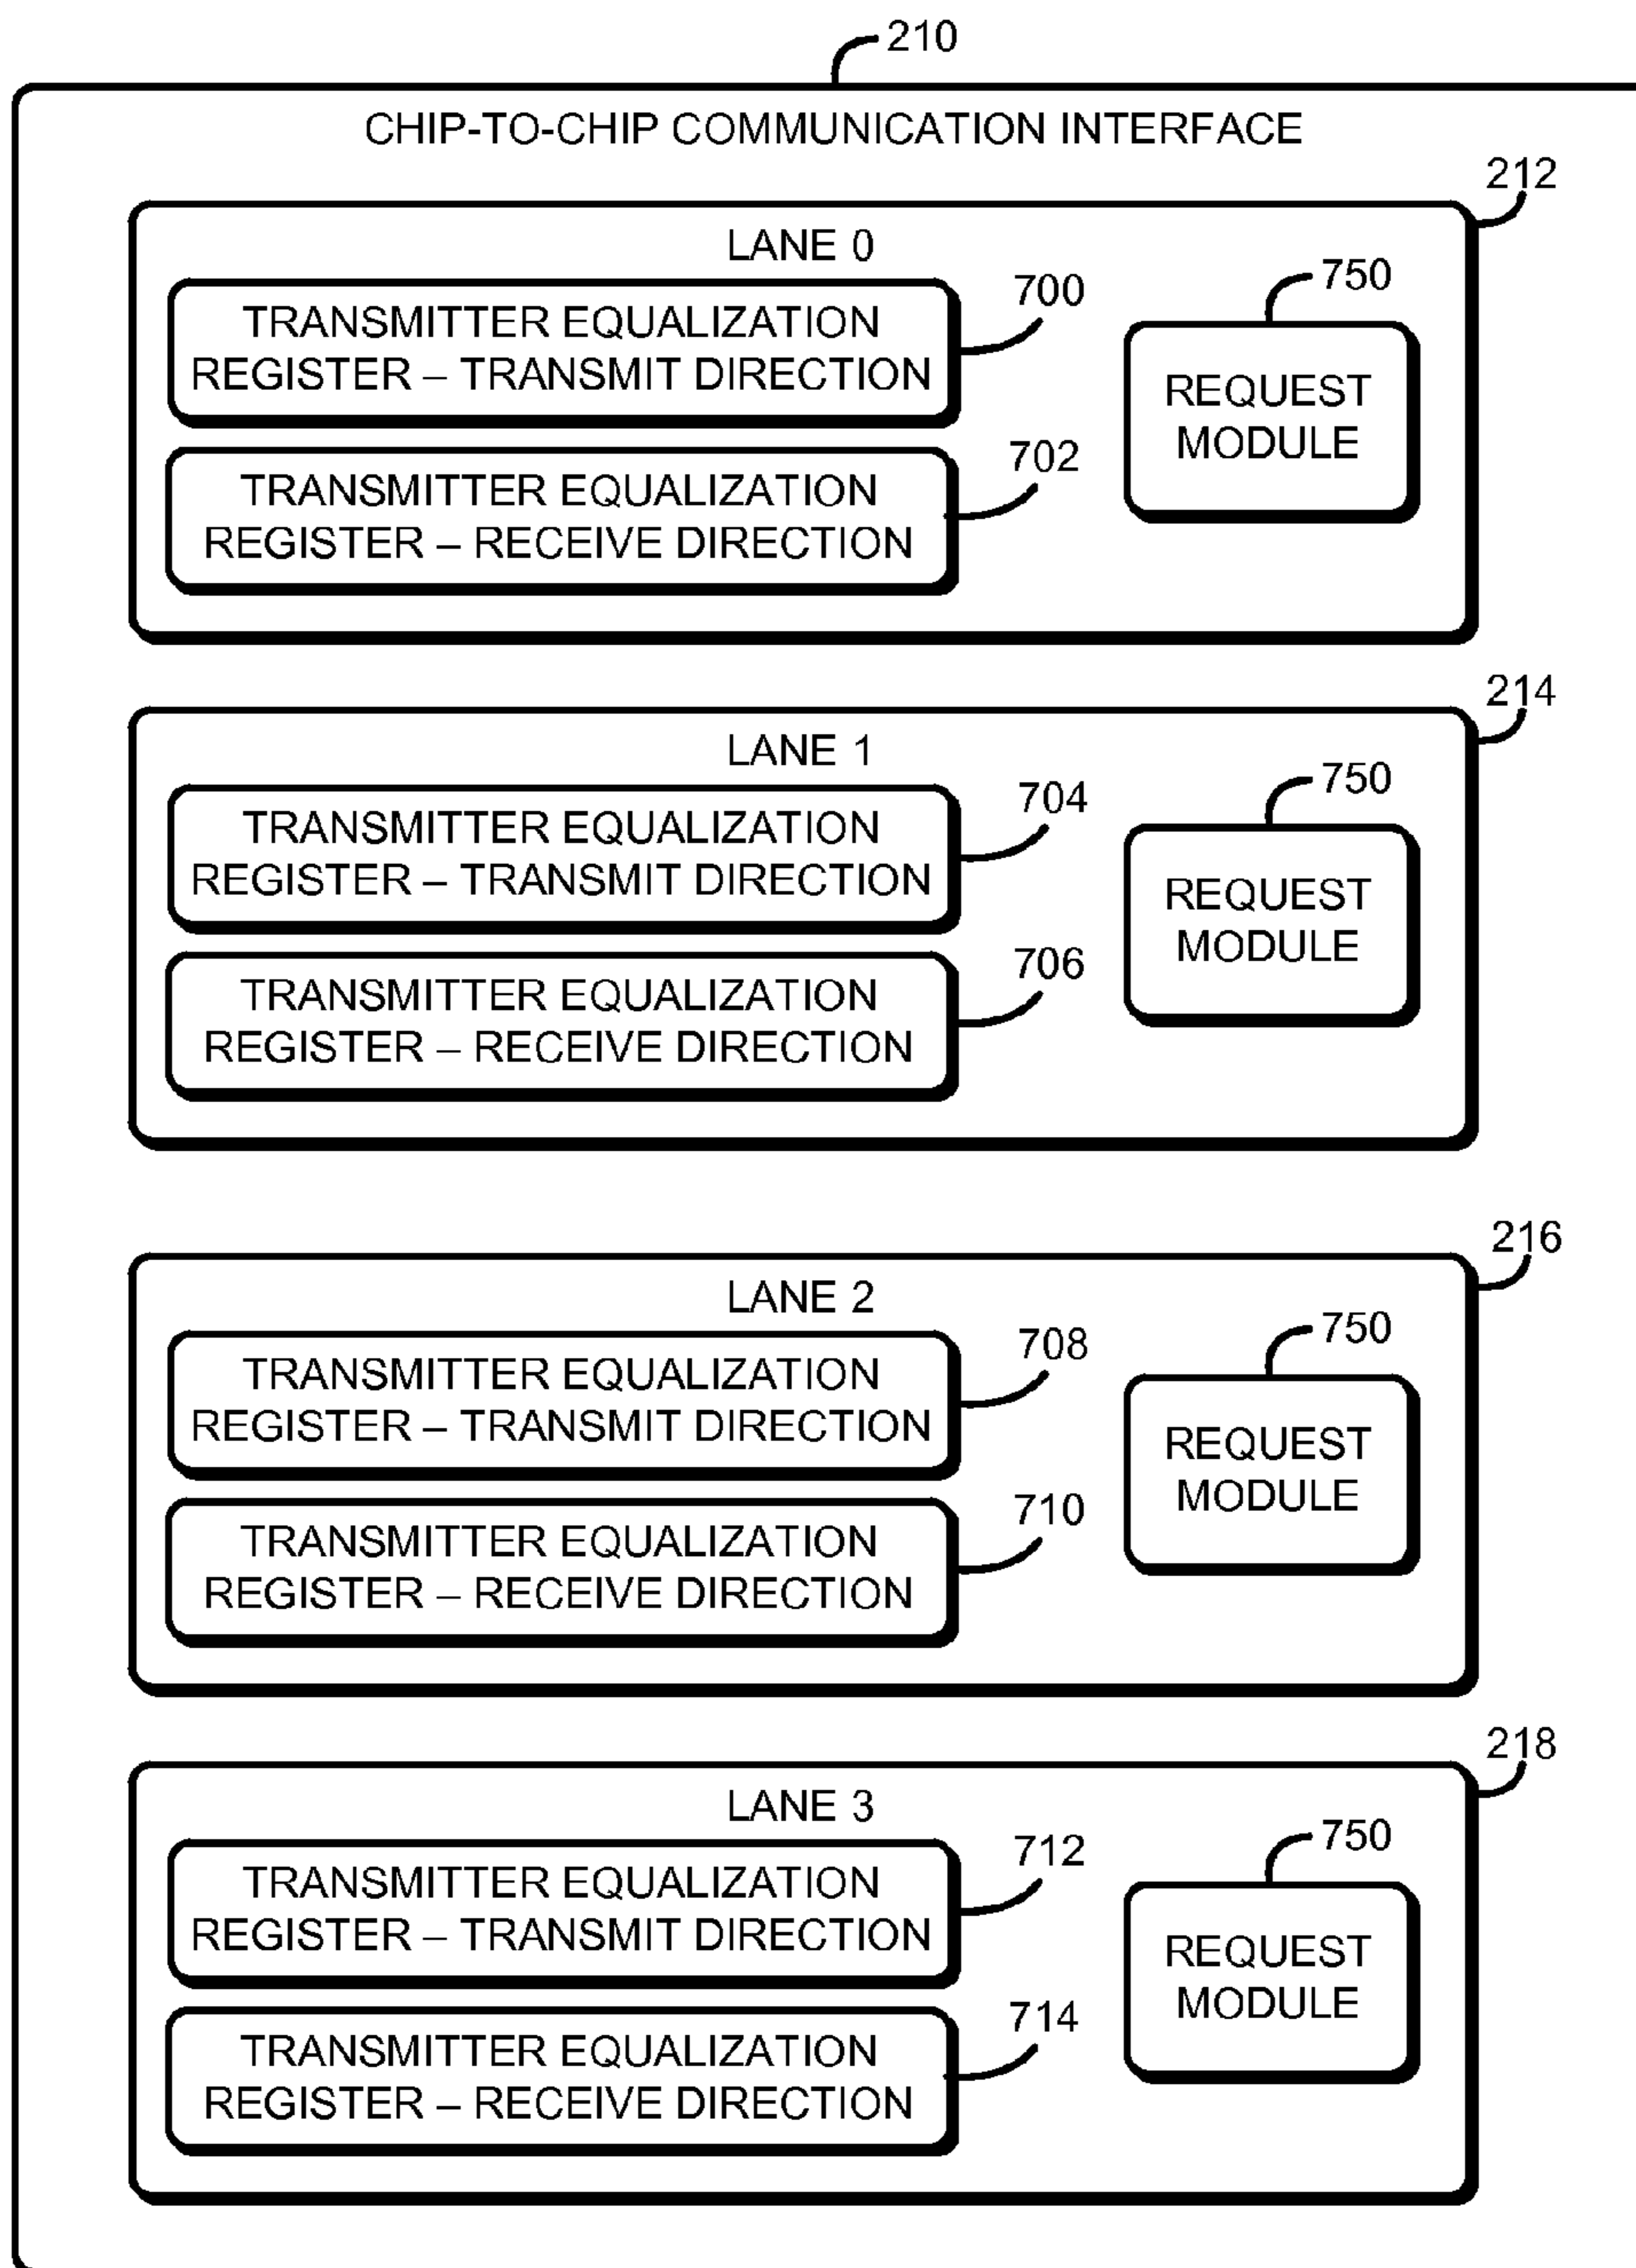 210
CHIP-TO-CHIP COMMUNICATION INTERFACE
212
LANE 0
700
TRANSMITTER EQUALIZATION
REGISTER – TRANSMIT DIRECTION
702
TRANSMITTER EQUALIZATION
REGISTER – RECEIVE DIRECTION
750
REQUEST
MODULE
214
LANE 1
704
TRANSMITTER EQUALIZATION
REGISTER – TRANSMIT DIRECTION
706
TRANSMITTER EQUALIZATION
REGISTER – RECEIVE DIRECTION
750
REQUEST
MODULE
216
LANE 2
708
TRANSMITTER EQUALIZATION
REGISTER – TRANSMIT DIRECTION
710
TRANSMITTER EQUALIZATION
REGISTER – RECEIVE DIRECTION
750
REQUEST
MODULE
218
LANE 3
712
TRANSMITTER EQUALIZATION
REGISTER – TRANSMIT DIRECTION
714
TRANSMITTER EQUALIZATION
REGISTER – RECEIVE DIRECTION
750
REQUEST
MODULE